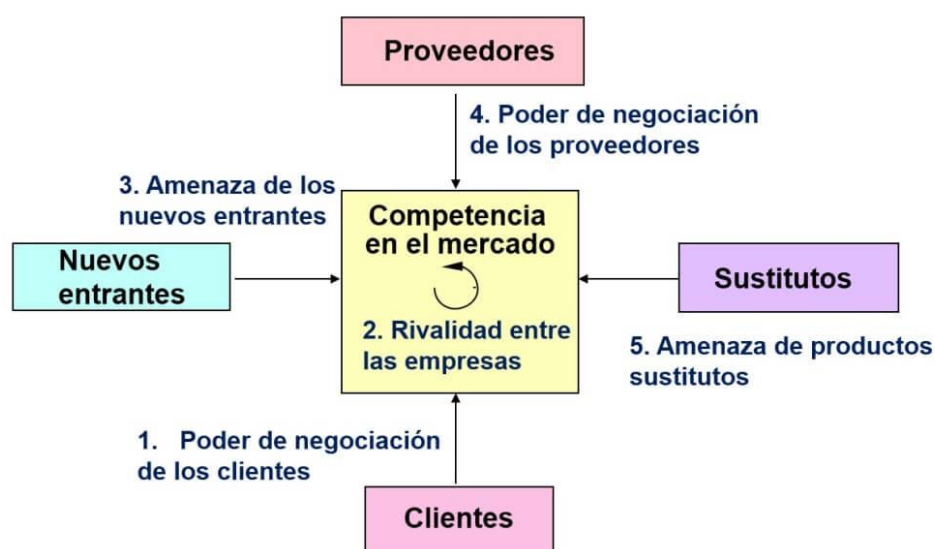 Proveedores
4. Poder de negociación
de los proveedores
3. Amenaza de los
nuevos entrantes
Competencia
en el mercado
Nuevos
entrantes
Sustitutos
2. Rivalidad entre
las empresas
5. Amenaza de productos
sustitutos
1. Poder de negociación
de los clientes
Clientes